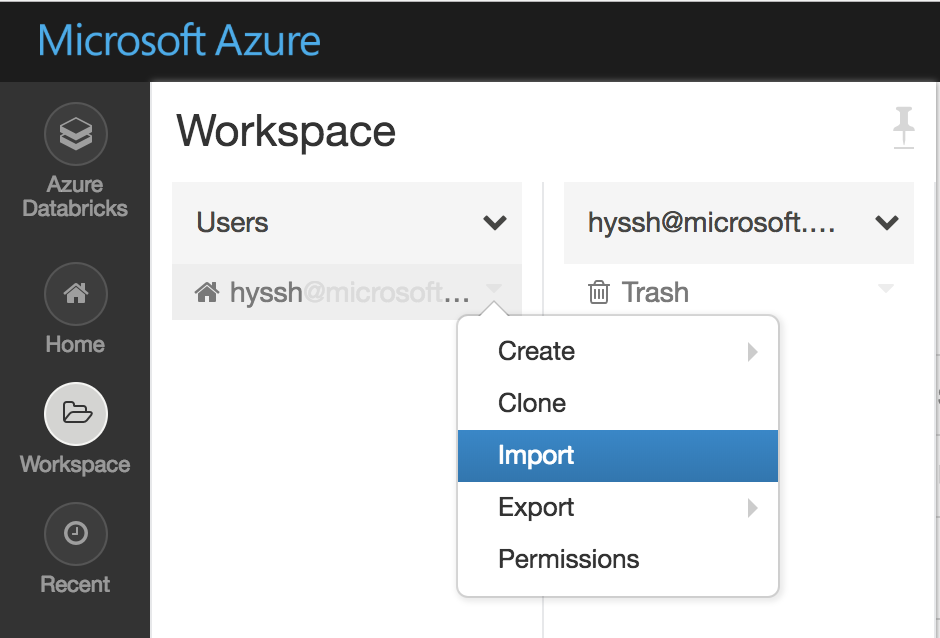 Microsoft Azure
Azure
Databricks
Home
Workspace
Recent
Workspace
Users
hyssh@microsoft...
hyssh@microsoft....
Trash
Create
Clone
Import
Export
Permissions